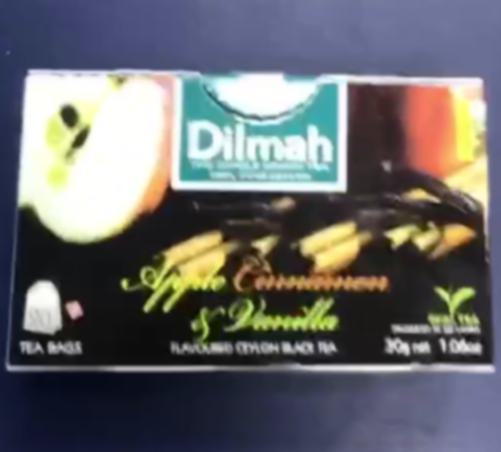 Dilmah
Apple Cinnamon
& Vanilla
TEA BAGS
FLAVOURED CEYLON BLACK TEA
30g net 1.06oz